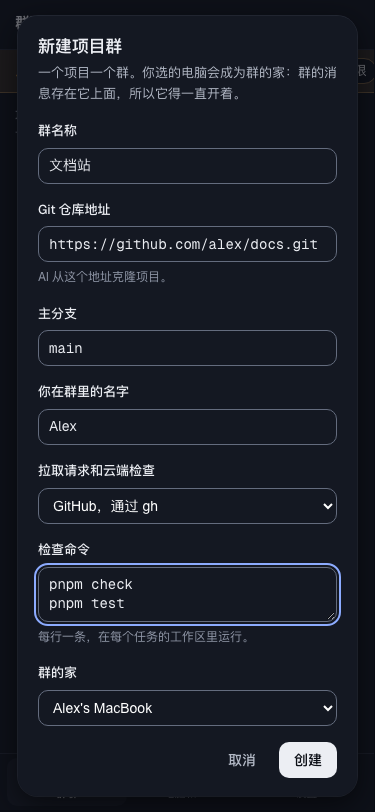 新建项目群
一个项目一个群。你选的电脑会成为群的家：群的消
息存在它上面，所以它得一直开着。
群名称
文档站
Git 仓库地址
https://github.com/alex/docs.git
AI 从这个地址克隆项目。
主分支
main
你在群里的名字
Alex
拉取请求和云端检查
GitHub，通过 gh
检查命令
pnpm check
pnpm test
每行一条，在每个任务的工作区里运行。
群的家
Alex's MacBook
取消
创建